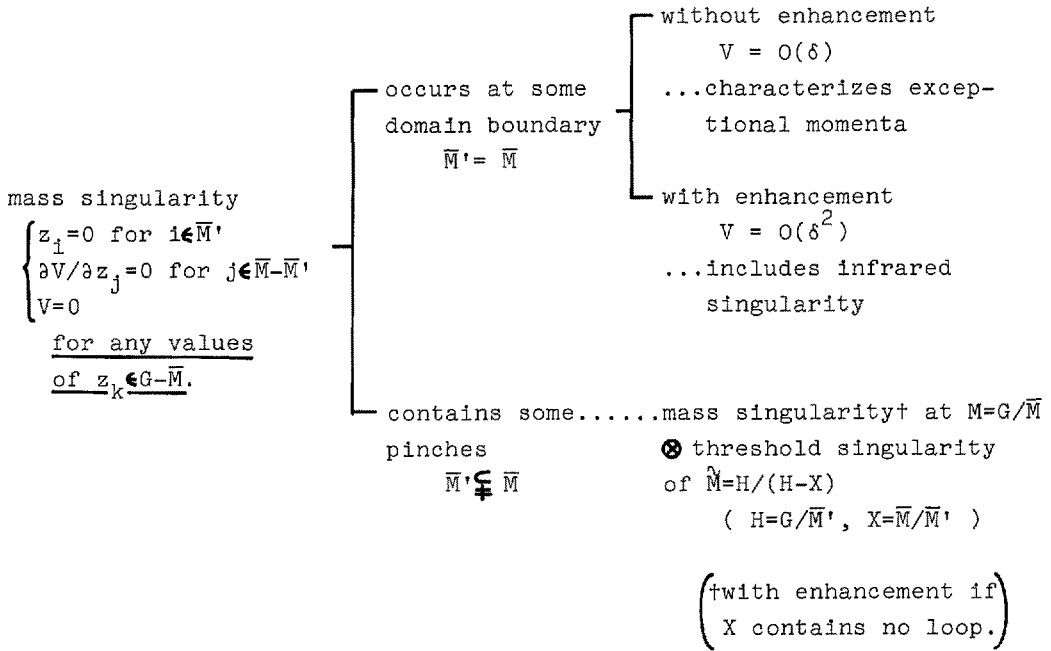 mass singularity
z_i=0 for i∈M̄'
∂V/∂z_j=0 for j∈M̄-M̄'
V=0
for any values
of z_k∈G-M̄.
occurs at some
domain boundary
M̄'= M̄
without enhancement
V = O(δ)
...characterizes excep-
tional momenta
with enhancement
V = O(δ²)
...includes infrared
singularity
contains some......mass singularity† at M=G/M̄
pinches
⊗ threshold singularity
M̄'⊊ M̄
of M̃=H/(H-X)
( H=G/M̄', X=M̄/M̄' )
(†with enhancement if
X contains no loop.)